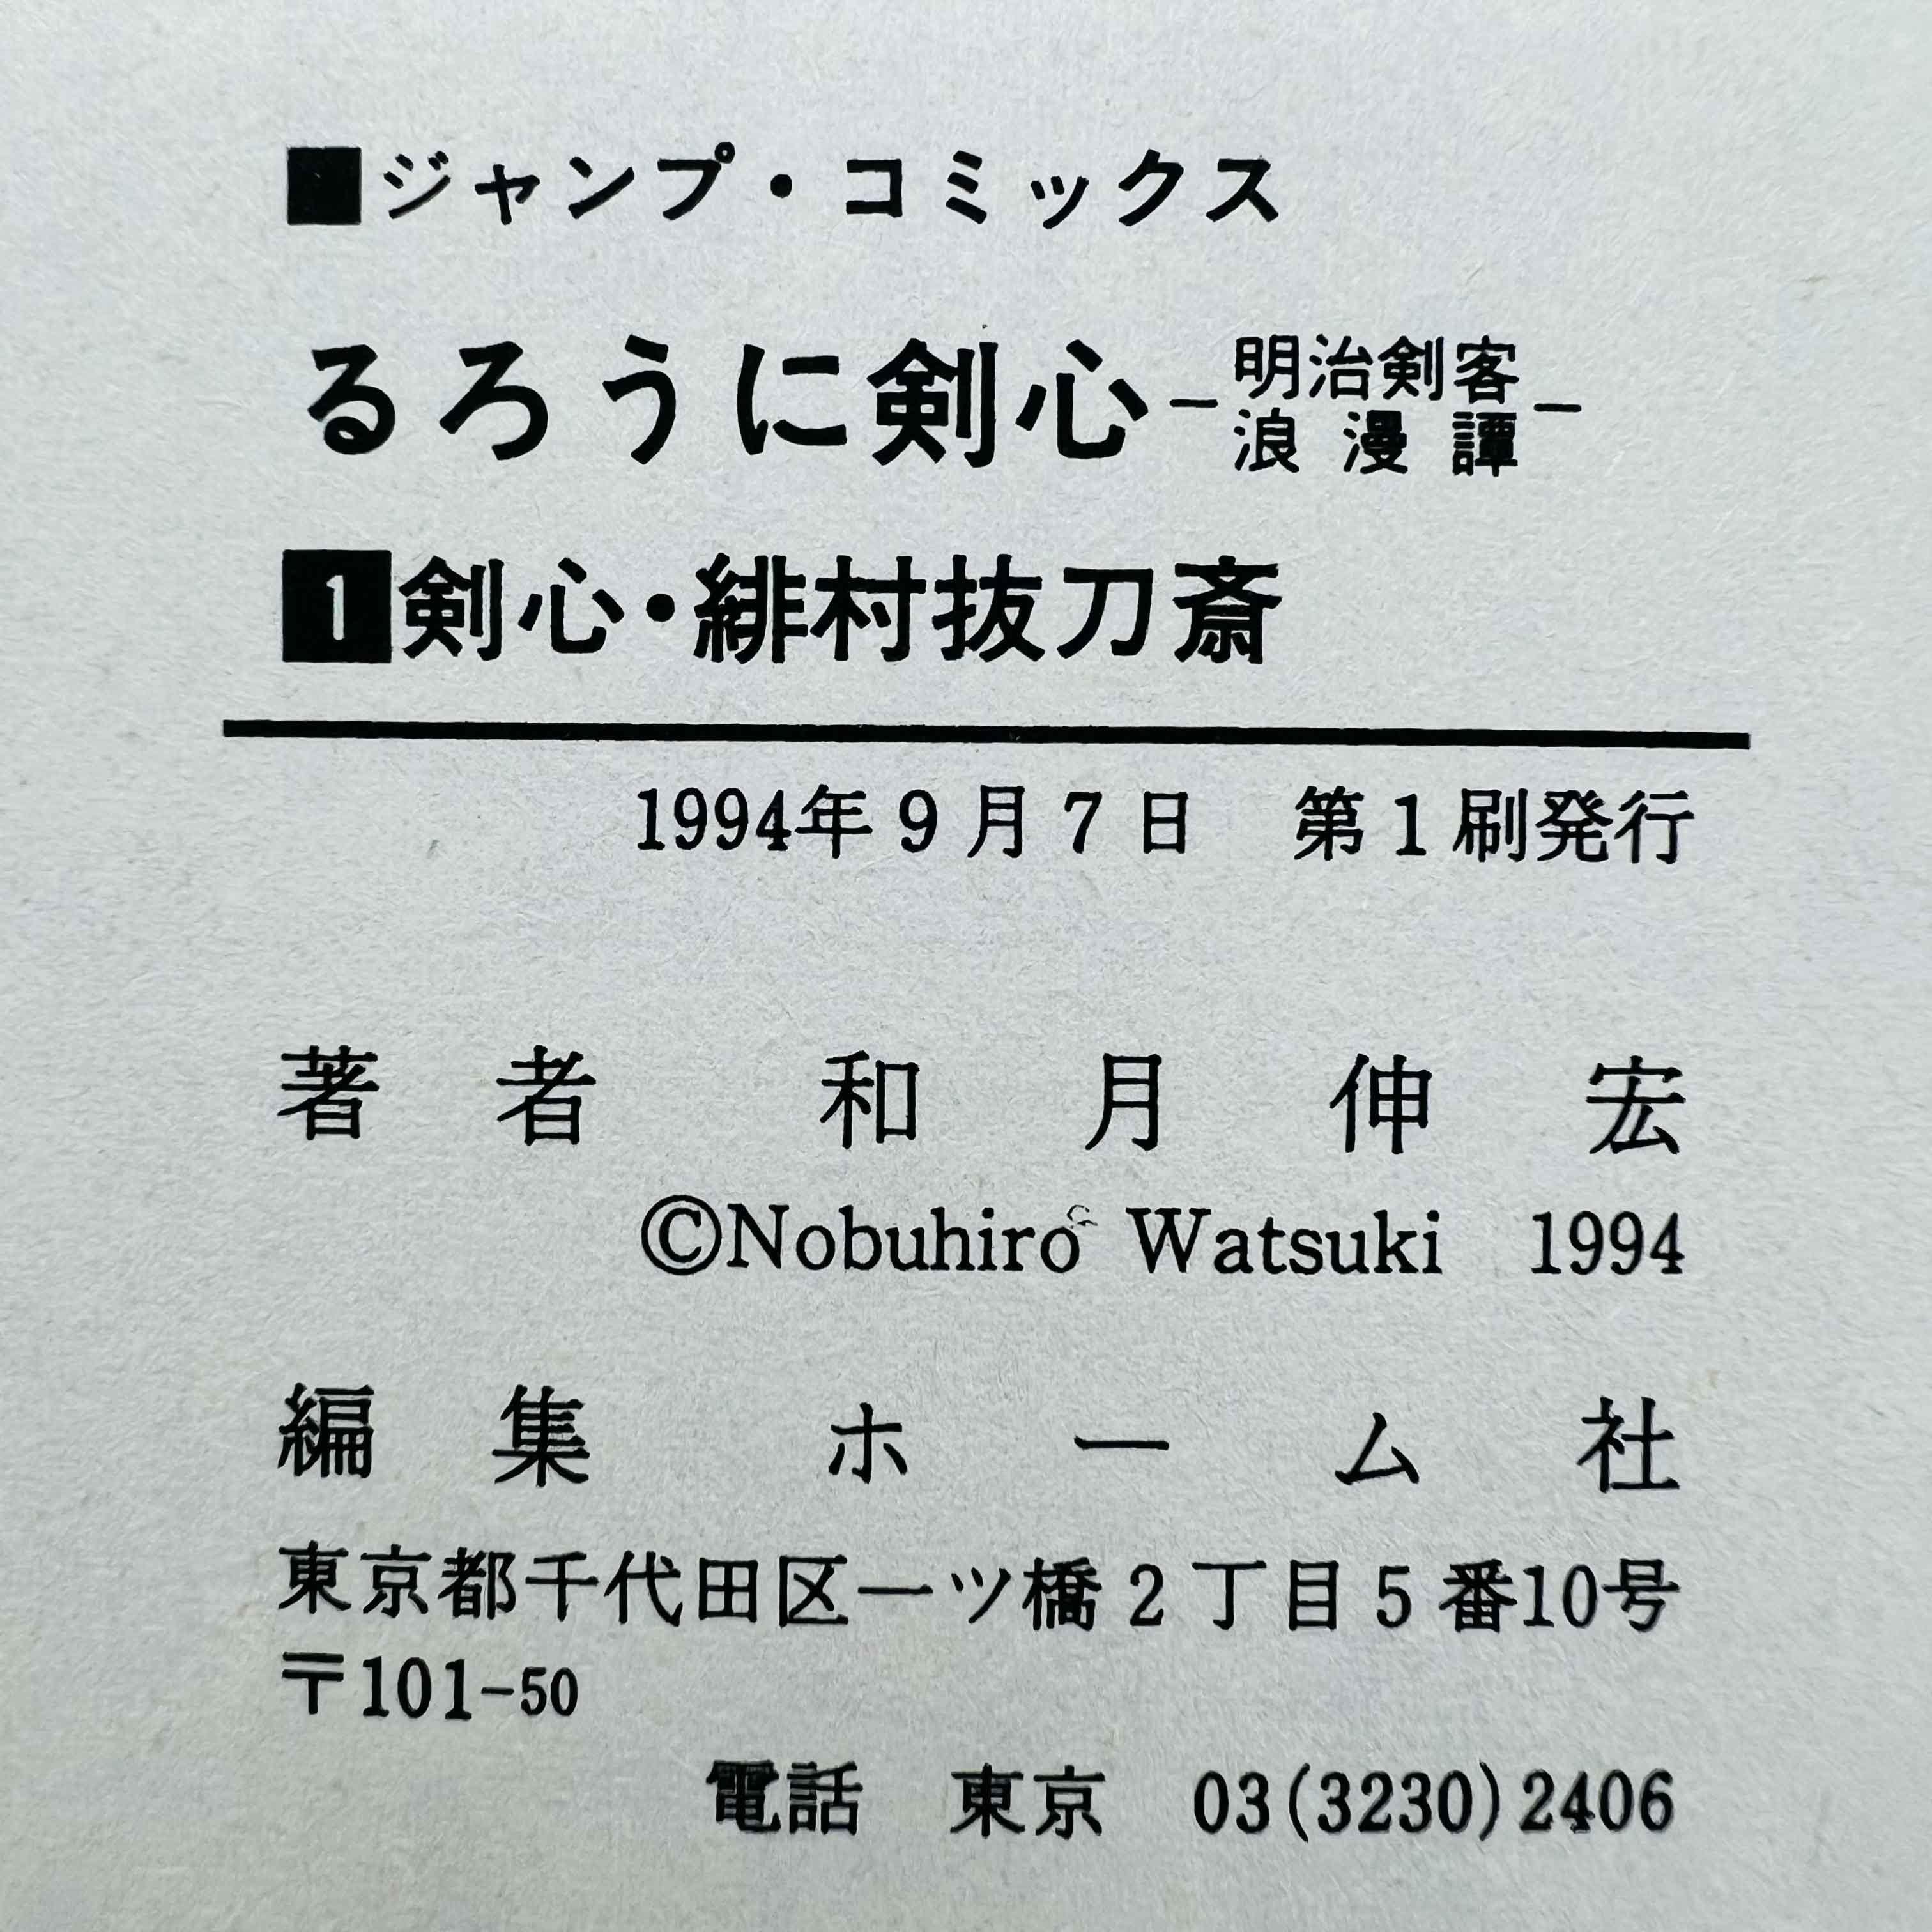 ■ジャンプ・コミックス
るろうに剣心-明治剣客浪漫譚-
1剣心・緋村抜刀斎
1994年9月7日 第1刷発行
著者 和月伸宏
©Nobuhiro Watsuki 1994
編集 ホーム社
東京都千代田区一ツ橋2丁目5番10号
〒101-50
電話 東京 03(3230)2406